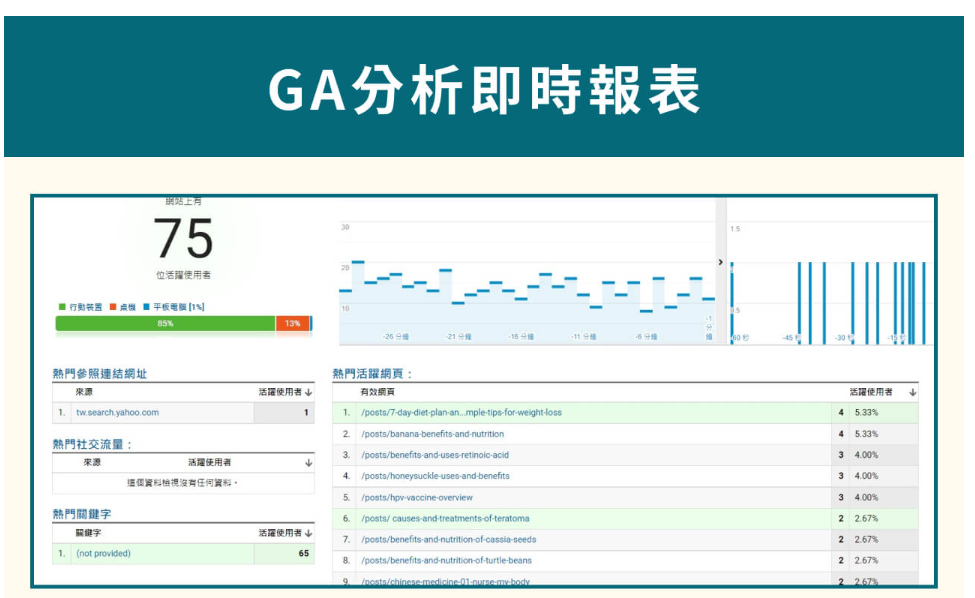 GA分析即時報表
網站上有
75
位活躍使用者
行動裝置 桌機 平板電腦 [1%]
85% 13%
30
20
10
-26 分鐘 -21 分鐘 -16 分鐘 -11 分鐘 -6 分鐘 -1 分鐘
1.5
0.5
-60 秒 -45 秒 -30 秒 -15 秒
熱門參照連結網址
來源 活躍使用者
1. tw.search.yahoo.com 1
熱門社交流量：
來源 活躍使用者
這個資料檢視沒有任何資料。
熱門關鍵字
關鍵字 活躍使用者
1. (not provided) 65
熱門活躍網頁：
有效網頁 活躍使用者
1. /posts/7-day-diet-plan-an...mple-tips-for-weight-loss 4 5.33%
2. /posts/banana-benefits-and-nutrition 4 5.33%
3. /posts/benefits-and-uses-retinoic-acid 3 4.00%
4. /posts/honeysuckle-uses-and-benefits 3 4.00%
5. /posts/hpv-vaccine-overview 3 4.00%
6. /posts/ causes-and-treatments-of-teratoma 2 2.67%
7. /posts/benefits-and-nutrition-of-cassia-seeds 2 2.67%
8. /posts/benefits-and-nutrition-of-turtle-beans 2 2.67%
9. /posts/chinese-medicine-01-nurse-my-body 2 2.67%